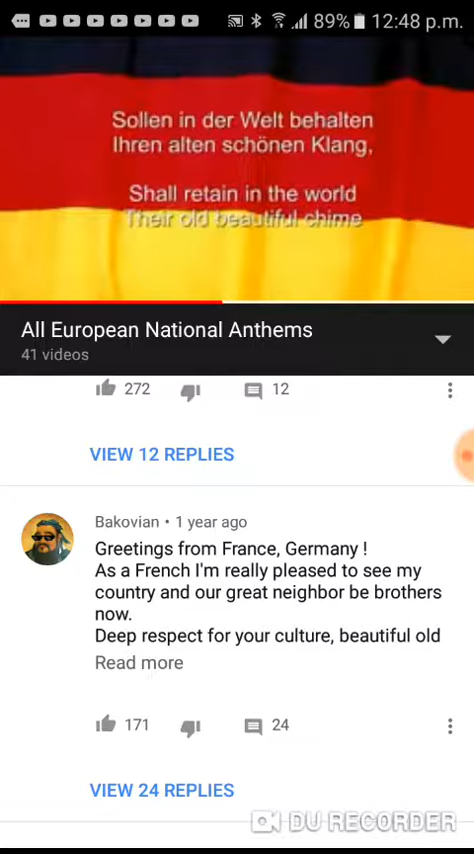 89% 12:48 p.m.
Sollen in der Welt behalten
Ihren alten schönen Klang,
Shall retain in the world
Their old beautiful chime
All European National Anthems
41 videos
272 12
VIEW 12 REPLIES
Bakovian • 1 year ago
Greetings from France, Germany !
As a French I'm really pleased to see my
country and our great neighbor be brothers
now.
Deep respect for your culture, beautiful old
Read more
171 24
VIEW 24 REPLIES
DU RECORDER